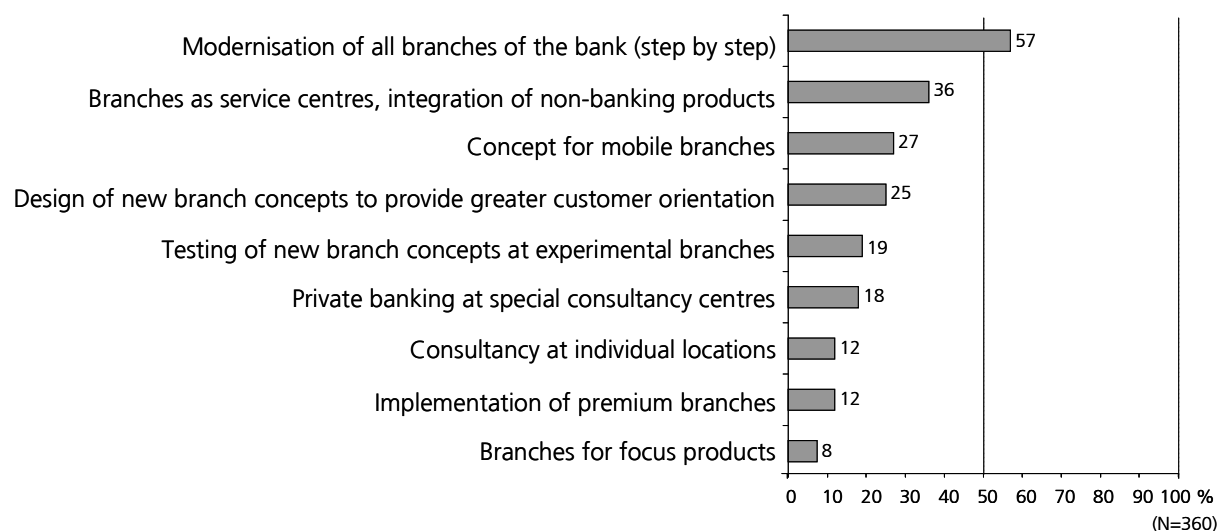 Modernisation of all branches of the bank (step by step) 57
Branches as service centres, integration of non-banking products 36
Concept for mobile branches 27
Design of new branch concepts to provide greater customer orientation 25
Testing of new branch concepts at experimental branches 19
Private banking at special consultancy centres 18
Consultancy at individual locations 12
Implementation of premium branches 12
Branches for focus products 8
0 10 20 30 40 50 60 70 80 90 100 %
(N=360)